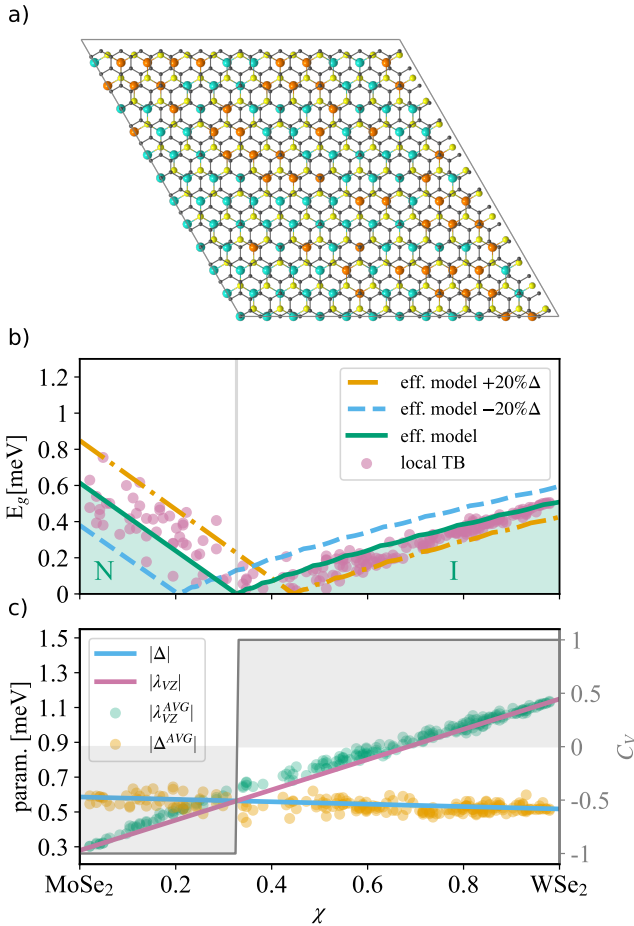 a)
b)
1.2
1
0.8
0.6
0.4
0.2
0
E_g [meV]
eff. model +20%Δ
eff. model −20%Δ
eff. model
local TB
N
I
c)
1.5
1.3
1.1
0.9
0.7
0.5
0.3
param. [meV]
|Δ|
|λ_VZ|
|λ_VZ^AVG|
|Δ^AVG|
1
0.5
0
-0.5
-1
C_V
MoSe₂ 0.2 0.4 0.6 0.8 WSe₂
χ